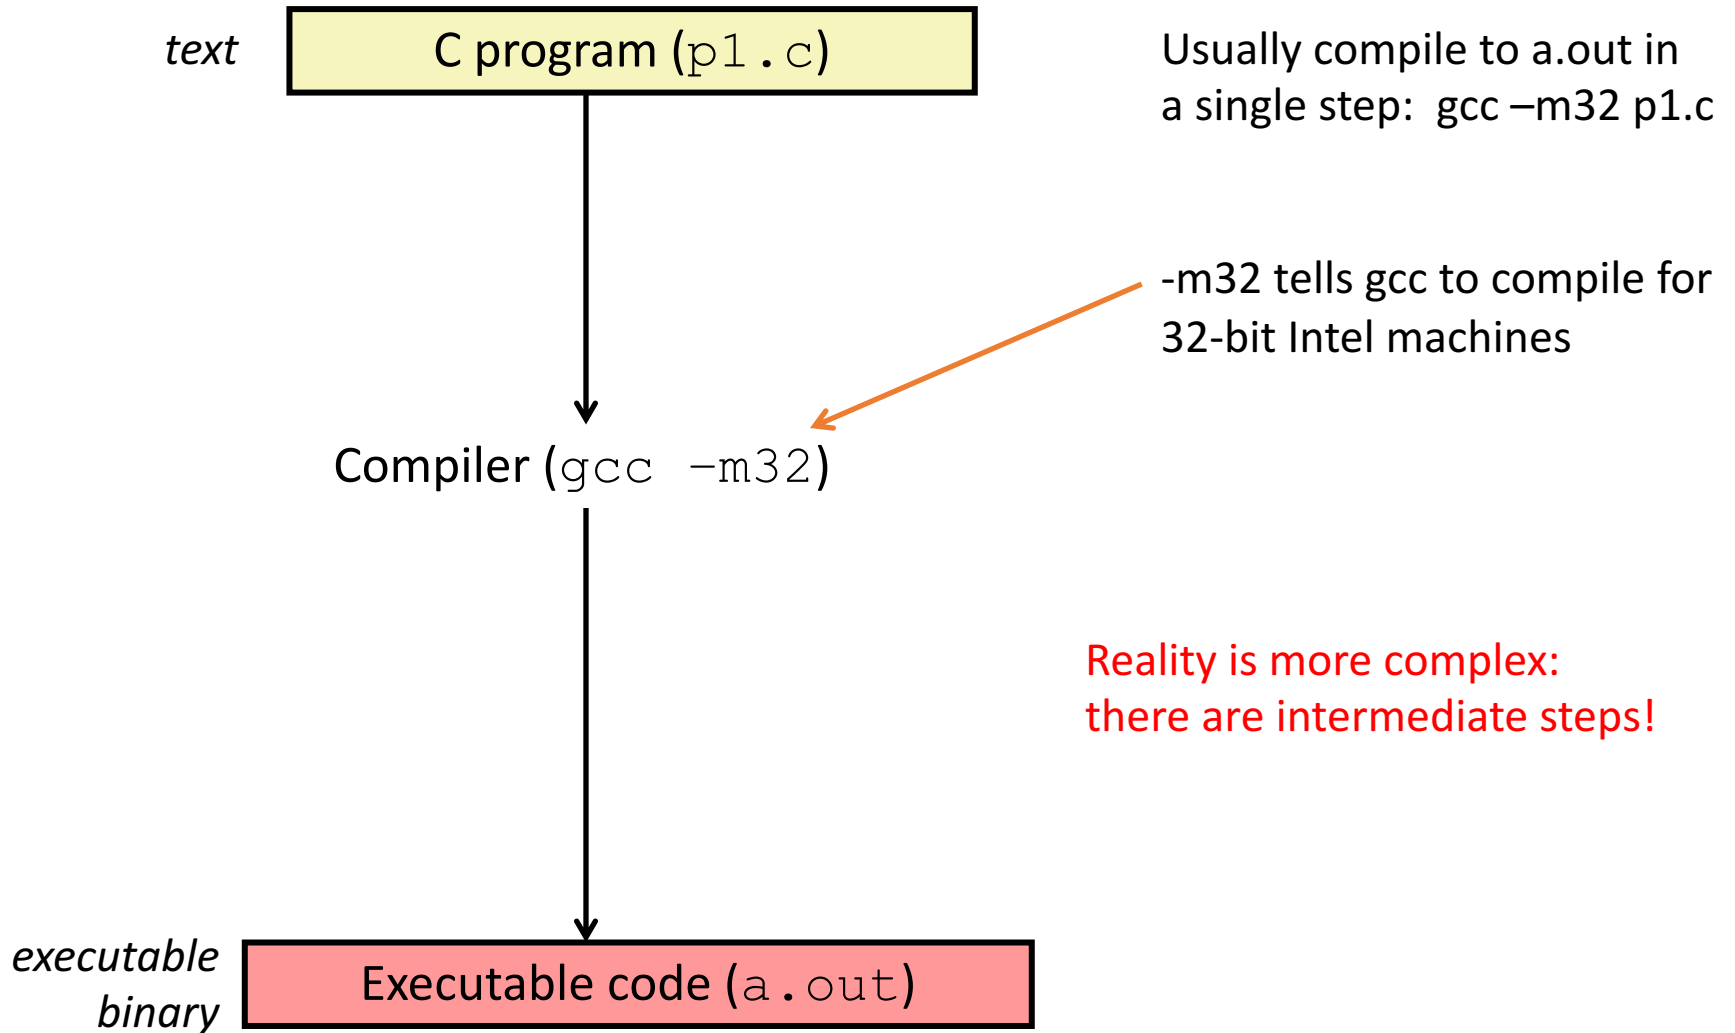 text
C program (p1.c)
Usually compile to a.out in
a single step:  gcc –m32 p1.c
-m32 tells gcc to compile for
32-bit Intel machines
Compiler (gcc –m32)
Reality is more complex:
there are intermediate steps!
executable
binary
Executable code (a.out)